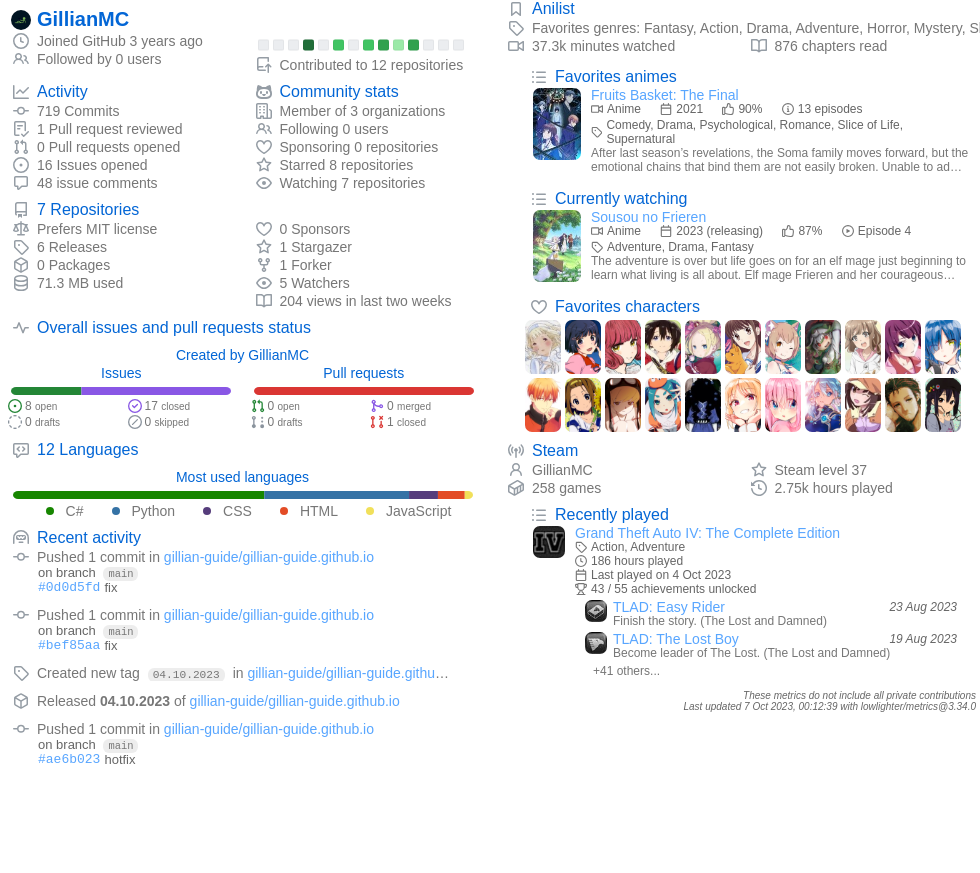 GillianMC
Joined GitHub 3 years ago
Followed by 0 users
Contributed to 12 repositories
Activity
719 Commits
1 Pull request reviewed
0 Pull requests opened
16 Issues opened
48 issue comments
Community stats
Member of 3 organizations
Following 0 users
Sponsoring 0 repositories
Starred 8 repositories
Watching 7 repositories
7 Repositories
Prefers MIT license
6 Releases
0 Packages
71.3 MB used
0 Sponsors
1 Stargazer
1 Forker
5 Watchers
204 views in last two weeks
Overall issues and pull requests status
Created by GillianMC
Issues
8 open
17 closed
0 drafts
0 skipped
Pull requests
0 open
0 merged
0 drafts
1 closed
12 Languages
Most used languages
C# Python CSS HTML JavaScript
Recent activity
Pushed 1 commit in gillian-guide/gillian-guide.github.io
on branch main
#0d0d5fd fix
Pushed 1 commit in gillian-guide/gillian-guide.github.io
on branch main
#bef85aa fix
Created new tag 04.10.2023 in gillian-guide/gillian-guide.githu…
Released 04.10.2023 of gillian-guide/gillian-guide.github.io
Pushed 1 commit in gillian-guide/gillian-guide.github.io
on branch main
#ae6b023 hotfix
Anilist
Favorites genres: Fantasy, Action, Drama, Adventure, Horror, Mystery, Sl
37.3k minutes watched
876 chapters read
Favorites animes
Fruits Basket: The Final
Anime 2021 90% 13 episodes
Comedy, Drama, Psychological, Romance, Slice of Life,
Supernatural
After last season’s revelations, the Soma family moves forward, but the
emotional chains that bind them are not easily broken. Unable to ad…
Currently watching
Sousou no Frieren
Anime 2023 (releasing) 87% Episode 4
Adventure, Drama, Fantasy
The adventure is over but life goes on for an elf mage just beginning to
learn what living is all about. Elf mage Frieren and her courageous…
Favorites characters
Steam
GillianMC
Steam level 37
258 games
2.75k hours played
Recently played
Grand Theft Auto IV: The Complete Edition
IV
Action, Adventure
186 hours played
Last played on 4 Oct 2023
43 / 55 achievements unlocked
TLAD: Easy Rider 23 Aug 2023
Finish the story. (The Lost and Damned)
TLAD: The Lost Boy 19 Aug 2023
Become leader of The Lost. (The Lost and Damned)
+41 others...
These metrics do not include all private contributions
Last updated 7 Oct 2023, 00:12:39 with lowlighter/metrics@3.34.0